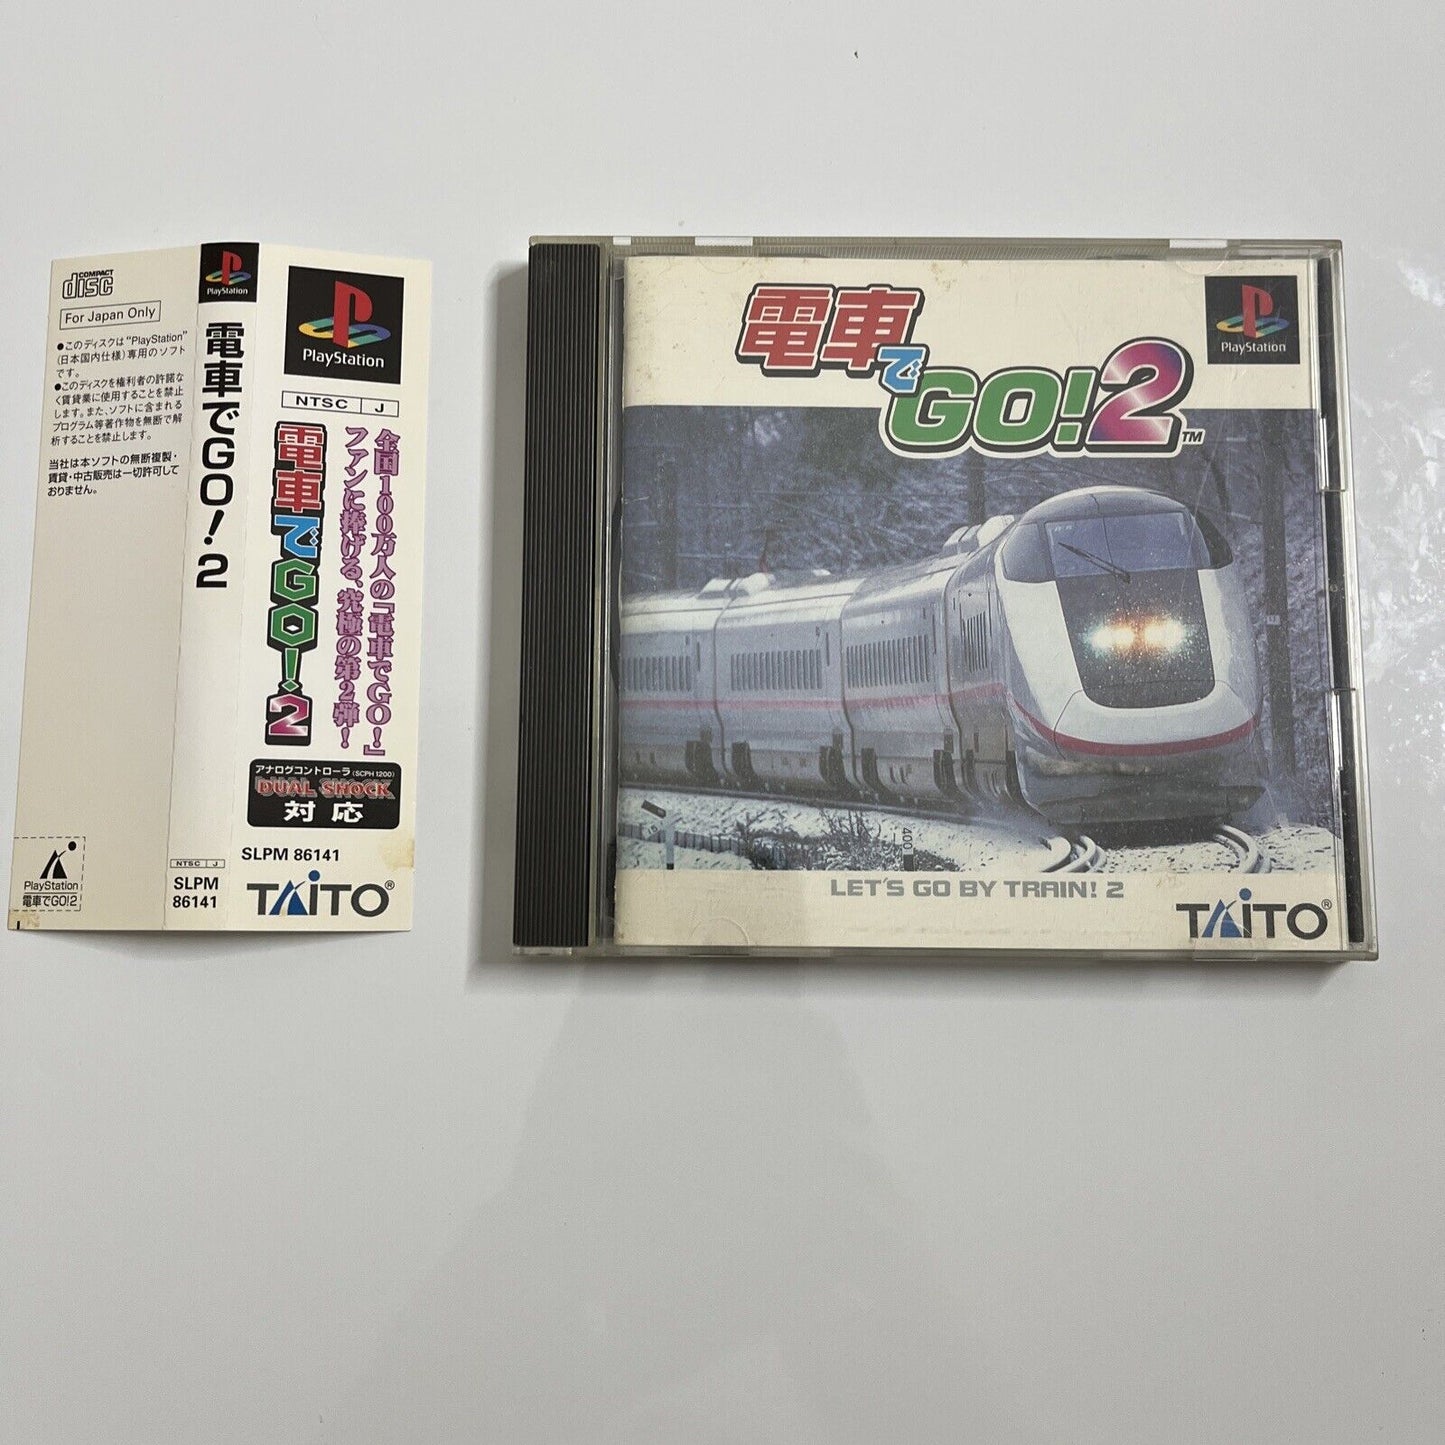 COMPACT
disc
For Japan Only
●このディスクは“PlayStation”
(日本国内仕様)専用のソフト
です。
●このディスクを権利者の許諾な
く賃貸業に使用することを禁止
します。また、ソフトに含まれる
プログラム等著作物を無断で解
析することを禁止します。
当社は本ソフトの無断複製・
賃貸・中古販売は一切許可して
おりません。
PlayStation
電車でGO!2
PlayStation
電車でGO!2
NTSC J
SLPM
86141
PlayStation
NTSC J
全国100万人の「電車でGO!」
ファンに捧げる、究極の第2弾!
電車でGO!2
アナログコントローラ(SCPH 1200)
DUAL SHOCK
対応
SLPM 86141
TAiTO®
電車で
GO!2™
PlayStation
400
LET'S GO BY TRAIN! 2
TAiTO®